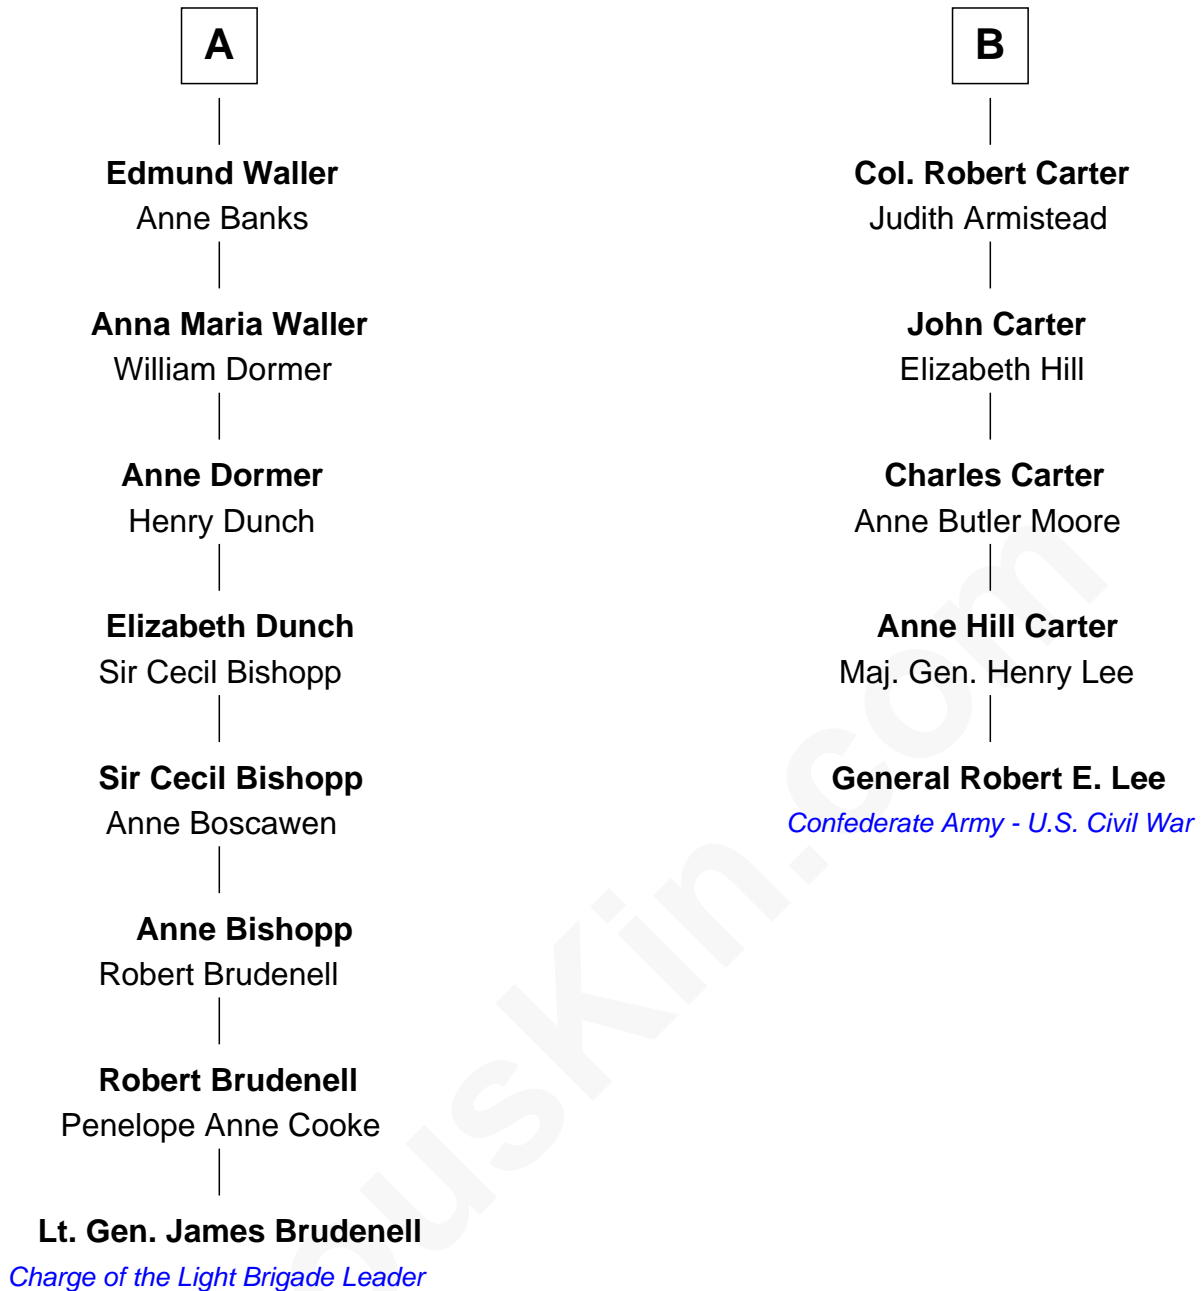 A
Edmund Waller
Anne Banks
Anna Maria Waller
William Dormer
Anne Dormer
Henry Dunch
Elizabeth Dunch
Sir Cecil Bishopp
Sir Cecil Bishopp
Anne Boscawen
Anne Bishopp
Robert Brudenell
Robert Brudenell
Penelope Anne Cooke
Lt. Gen. James Brudenell
Charge of the Light Brigade Leader
B
Col. Robert Carter
Judith Armistead
John Carter
Elizabeth Hill
Charles Carter
Anne Butler Moore
Anne Hill Carter
Maj. Gen. Henry Lee
General Robert E. Lee
Confederate Army - U.S. Civil War
ousKin.com